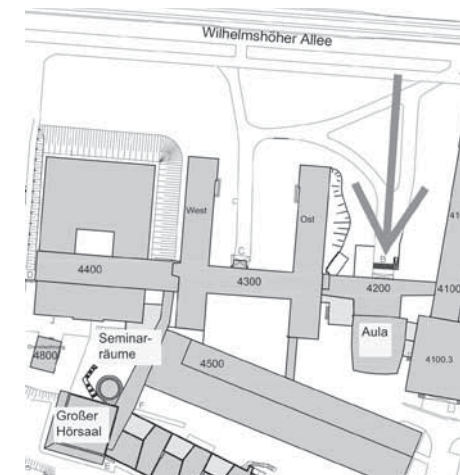 Wilhelmshöher Allee
West
Ost
C
B
4400
4300
4200
4100
Aula
Seminar-
räume
4800
4500
4100.3
Großer
Hörsaal
F
E